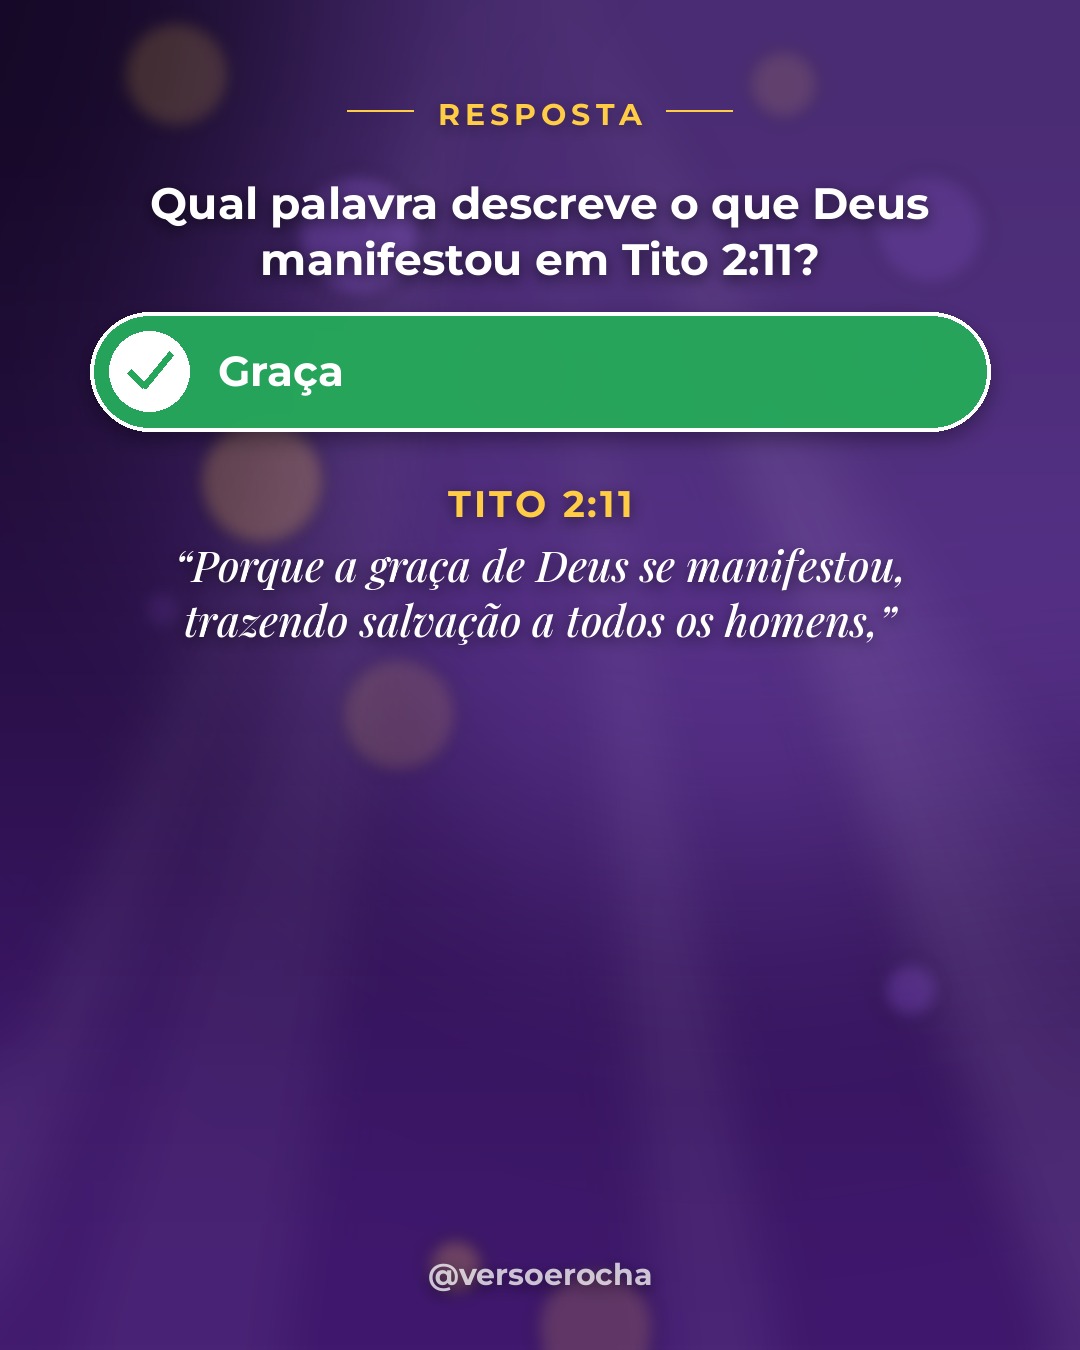 RESPOSTA
Qual palavra descreve o que Deus
manifestou em Tito 2:11?
Graça
TITO 2:11
“Porque a graça de Deus se manifestou,
trazendo salvação a todos os homens,”
@versoerocha